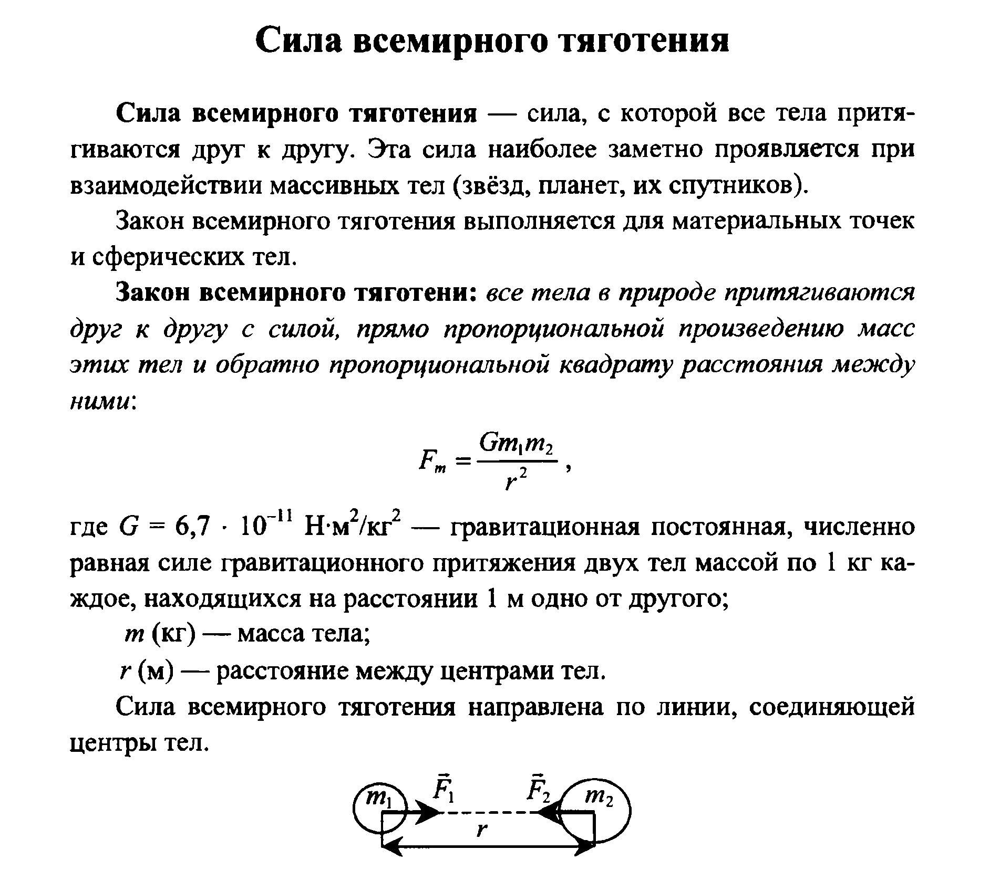 Сила всемирного тяготения
Сила всемирного тяготения — сила, с которой все тела притя-
гиваются друг к другу. Эта сила наиболее заметно проявляется при
взаимодействии массивных тел (звёзд, планет, их спутников).
Закон всемирного тяготения выполняется для материальных точек
и сферических тел.
Закон всемирного тяготени: все тела в природе притягиваются
друг к другу с силой, прямо пропорциональной произведению масс
этих тел и обратно пропорциональной квадрату расстояния между
ними:
Fₘ = Gm₁m₂ / r²,
где G = 6,7 · 10⁻¹¹ Н·м²/кг² — гравитационная постоянная, численно
равная силе гравитационного притяжения двух тел массой по 1 кг ка-
ждое, находящихся на расстоянии 1 м одно от другого;
m (кг) — масса тела;
r (м) — расстояние между центрами тел.
Сила всемирного тяготения направлена по линии, соединяющей
центры тел.
m₁ F⃗₁ F⃗₂ m₂
r